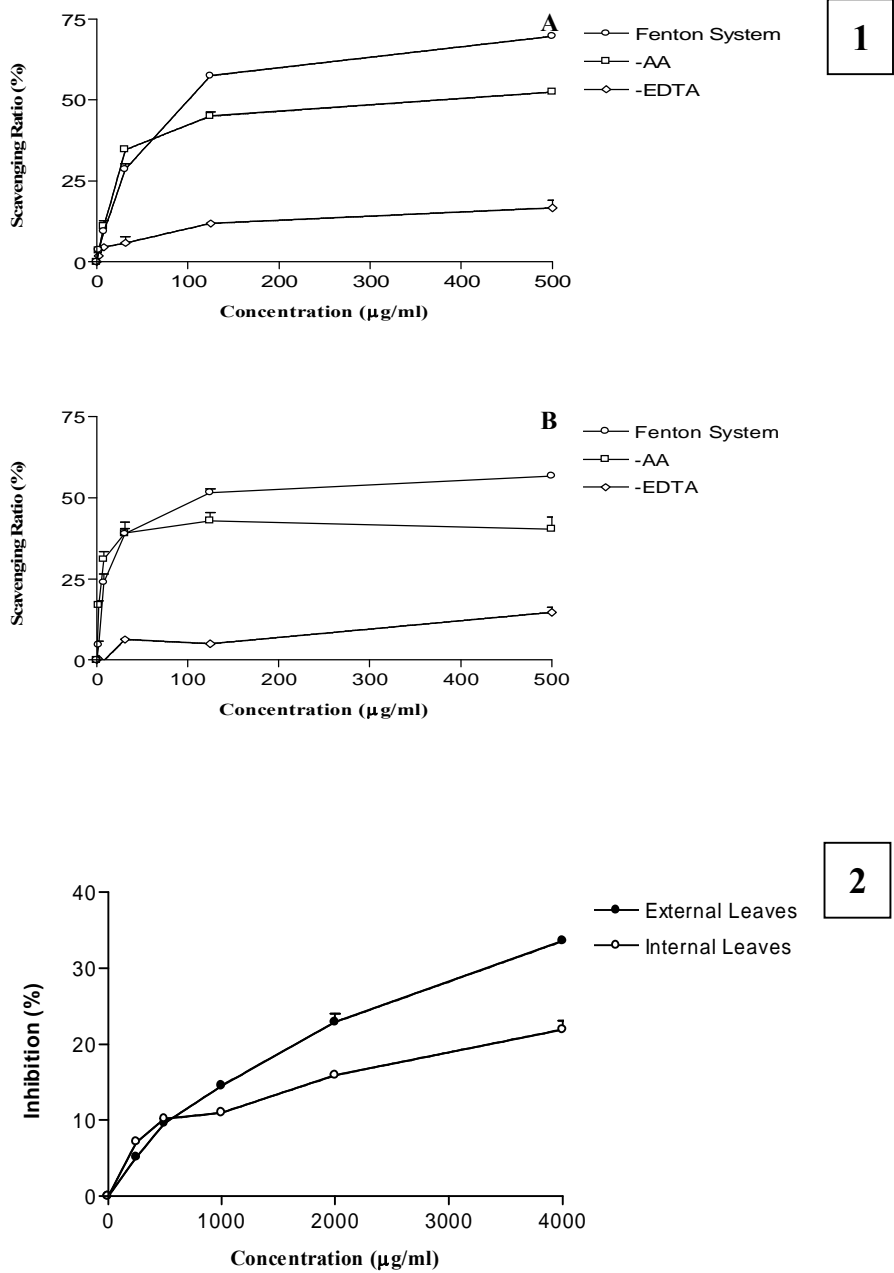 1
A
75
50
25
0
Scavenging Ratio (%)
0 100 200 300 400 500
Concentration (µg/ml)
Fenton System
-AA
-EDTA
B
75
50
25
0
Scavenging Ratio (%)
0 100 200 300 400 500
Concentration (µg/ml)
Fenton System
-AA
-EDTA
2
40
30
20
10
0
Inhibition (%)
0 1000 2000 3000 4000
Concentration (µg/ml)
External Leaves
Internal Leaves